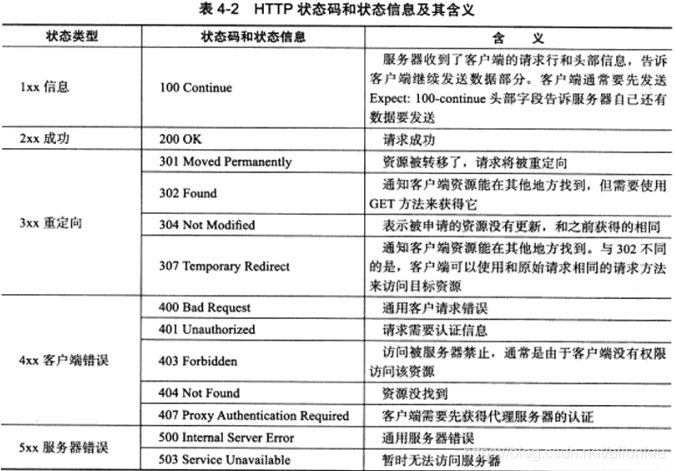 表 4-2 HTTP 状态码和状态信息及其含义
状态类型 状态码和状态信息 含 义
1xx 信息 100 Continue 服务器收到了客户端的请求行和头部信息，告诉
客户端继续发送数据部分。客户端通常要先发送
Expect: 100-continue 头部字段告诉服务器自己还有
数据要发送
2xx 成功 200 OK 请求成功
3xx 重定向 301 Moved Permanently 资源被转移了，请求将被重定向
302 Found 通知客户端资源能在其他地方找到，但需要使用
GET 方法来获得它
304 Not Modified 表示被申请的资源没有更新，和之前获得的相同
307 Temporary Redirect 通知客户端资源能在其他地方找到。与 302 不同
的是，客户端可以使用和原始请求相同的请求方法
来访问目标资源
4xx 客户端错误 400 Bad Request 通用客户请求错误
401 Unauthorized 请求需要认证信息
403 Forbidden 访问被服务器禁止，通常是由于客户端没有权限
访问该资源
404 Not Found 资源没找到
407 Proxy Authentication Required 客户端需要先获得代理服务器的认证
5xx 服务器错误 500 Internal Server Error 通用服务器错误
503 Service Unavailable 暂时无法访问服务器